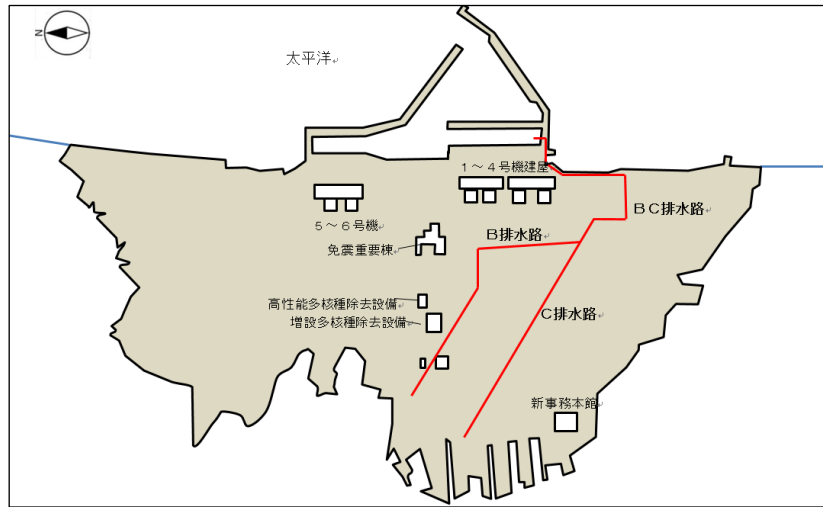 N
太平洋
1～4号機建屋
5～6号機
免震重要棟
B排水路
BC排水路
高性能多核種除去設備
増設多核種除去設備
C排水路
新事務本館